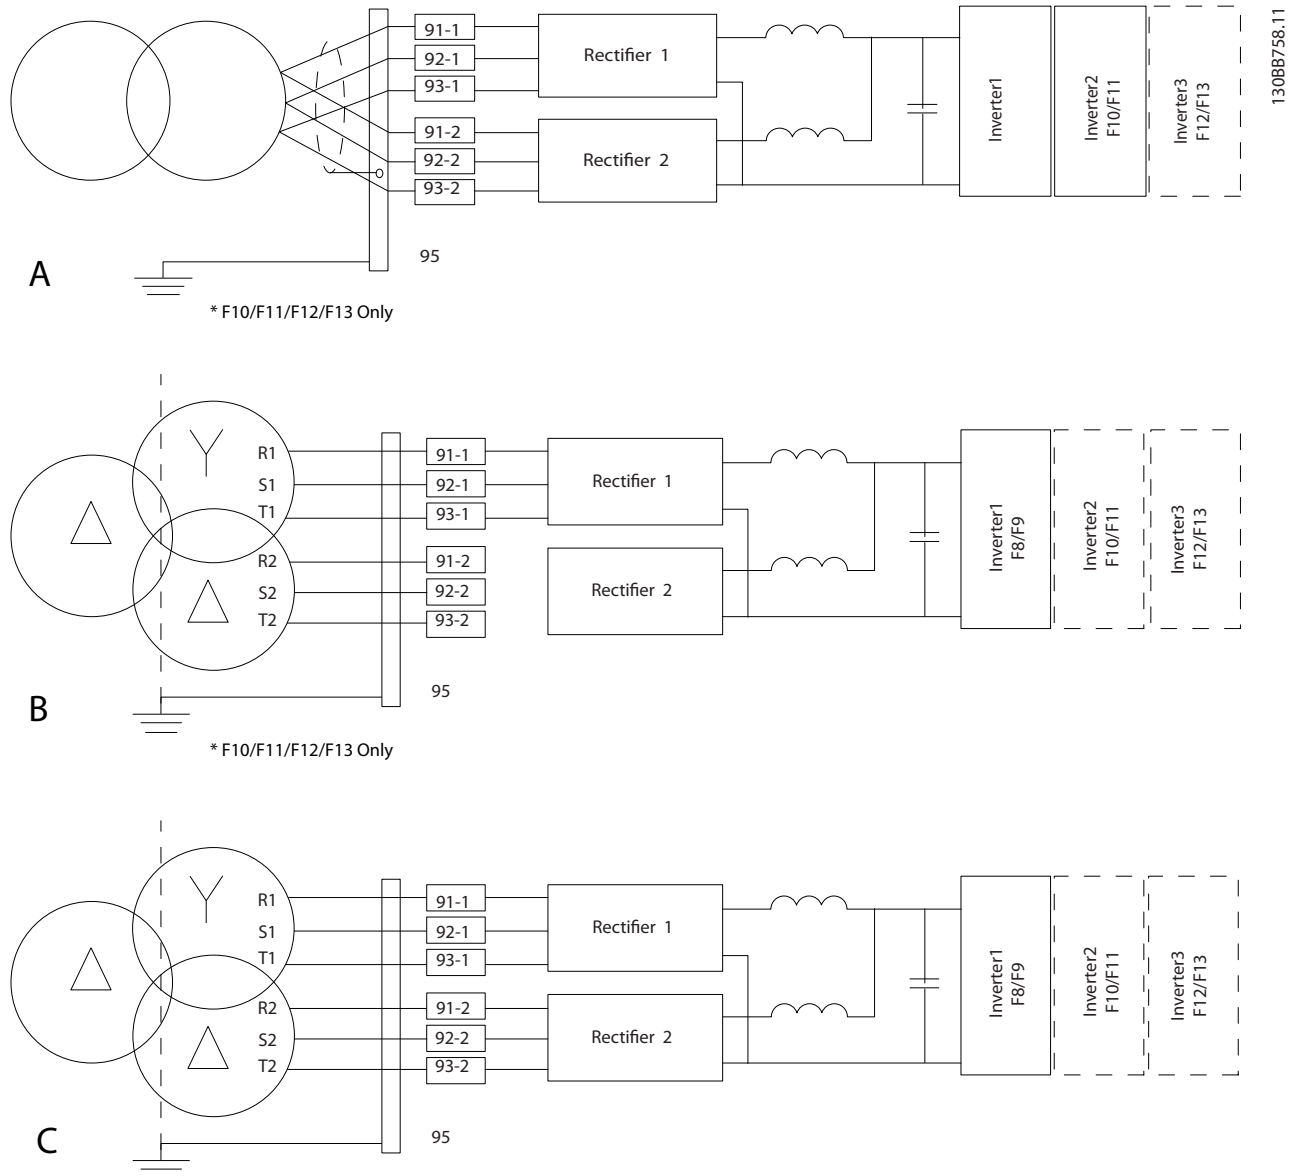 130BB758.11
91-1
92-1
93-1
91-2
92-2
93-2
95
Rectifier 1
Rectifier 2
Inverter1
Inverter2
F10/F11
Inverter3
F12/F13
A
* F10/F11/F12/F13 Only
R1
S1
T1
R2
S2
T2
91-1
92-1
93-1
91-2
92-2
93-2
95
Rectifier 1
Rectifier 2
Inverter1
F8/F9
Inverter2
F10/F11
Inverter3
F12/F13
B
* F10/F11/F12/F13 Only
R1
S1
T1
R2
S2
T2
91-1
92-1
93-1
91-2
92-2
93-2
95
Rectifier 1
Rectifier 2
Inverter1
F8/F9
Inverter2
F10/F11
Inverter3
F12/F13
C